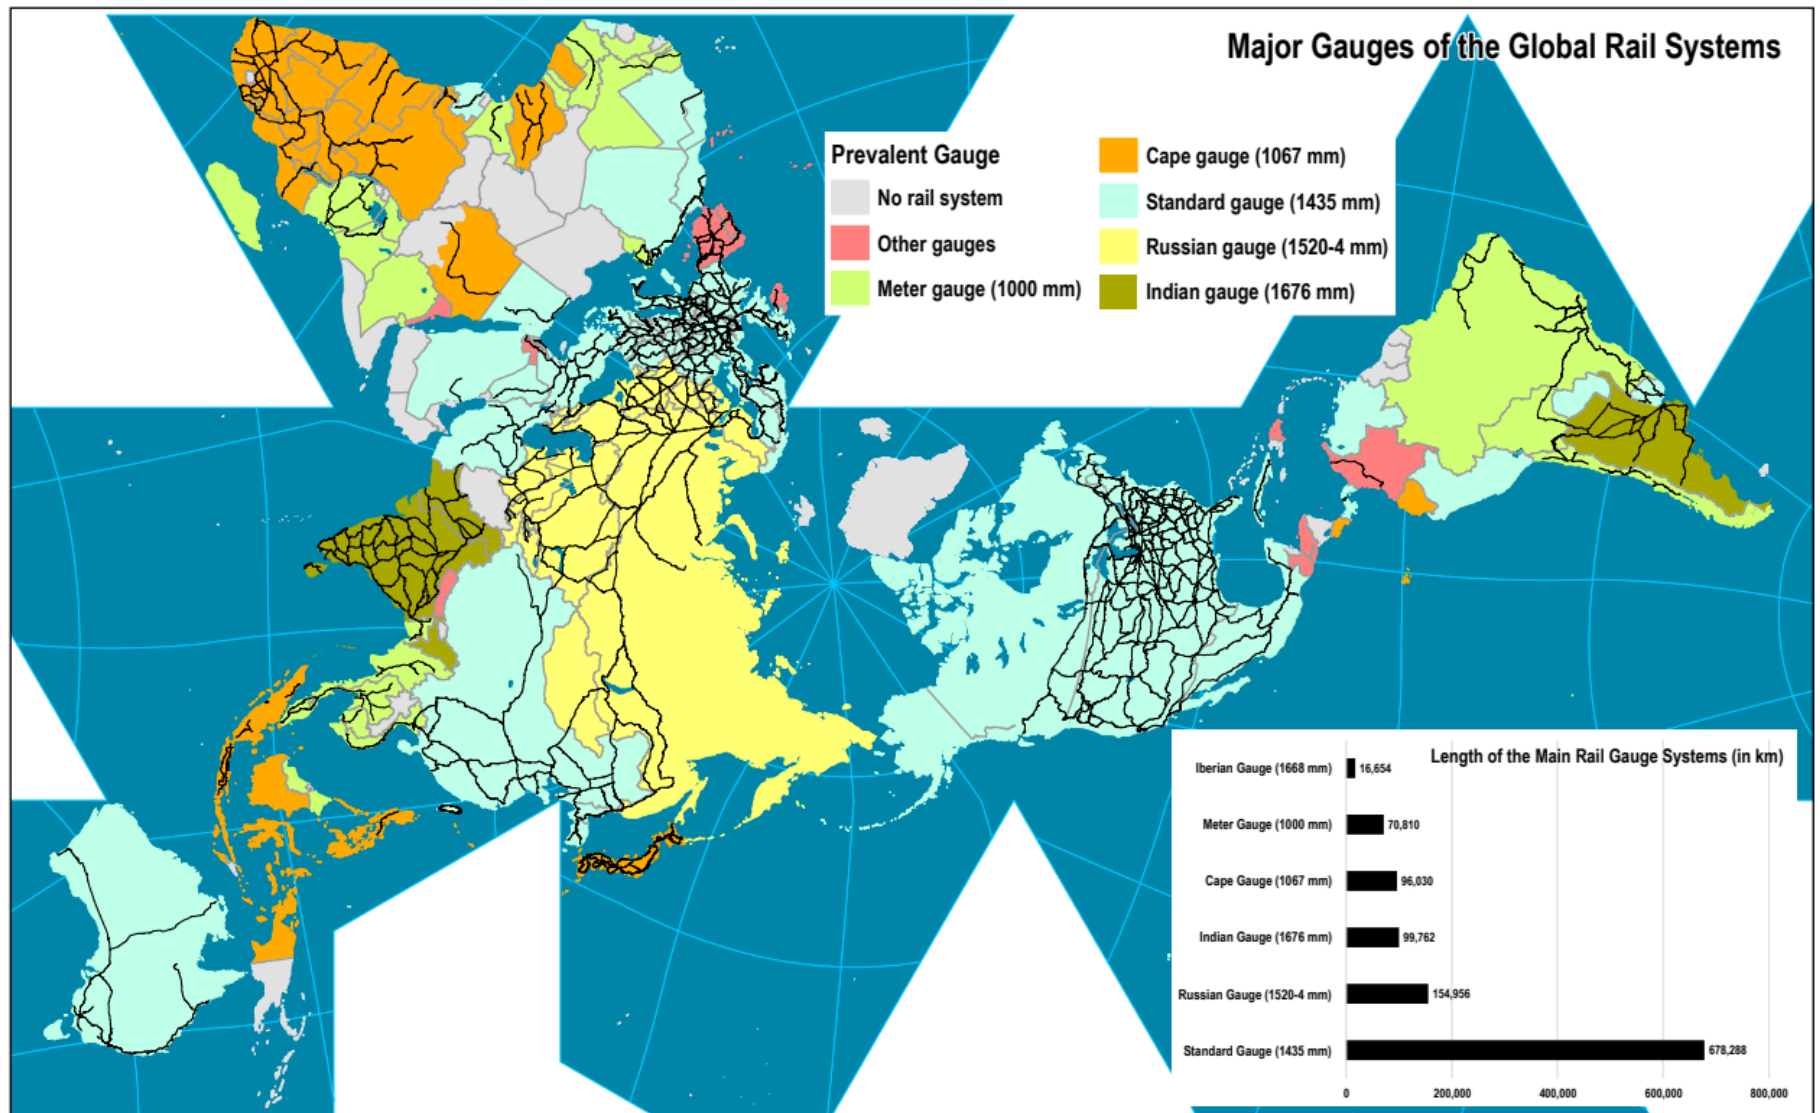 Major Gauges of the Global Rail Systems
Prevalent Gauge
No rail system
Other gauges
Meter gauge (1000 mm)
Cape gauge (1067 mm)
Standard gauge (1435 mm)
Russian gauge (1520-4 mm)
Indian gauge (1676 mm)
Length of the Main Rail Gauge Systems (in km)
Iberian Gauge (1668 mm) 16,654
Meter Gauge (1000 mm) 70,810
Cape Gauge (1067 mm) 96,030
Indian Gauge (1676 mm) 99,762
Russian Gauge (1520-4 mm) 154,956
Standard Gauge (1435 mm) 678,288
0 200,000 400,000 600,000 800,000